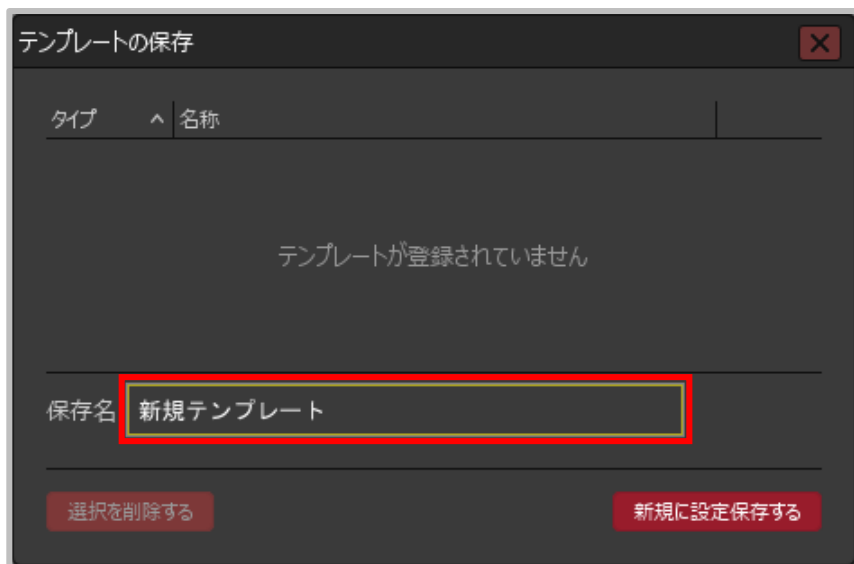 テンプレートの保存
タイプ 名称
テンプレートが登録されていません
保存名 新規テンプレート
選択を削除する 新規に設定保存する